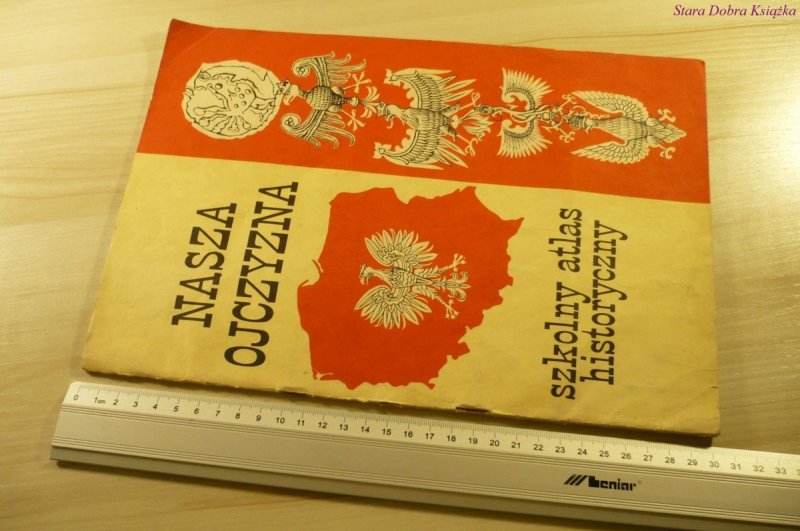 Stara Dobra Książka
NASZA
OJCZYZNA
szkolny atlas
historyczny
0 1cm 2 3 4 5 6 7 8 9 10 11 12 13 14 15 16 17 18 19 20 21 22 23 24 25 26 27 28 29 30 31 32 33
Leniar